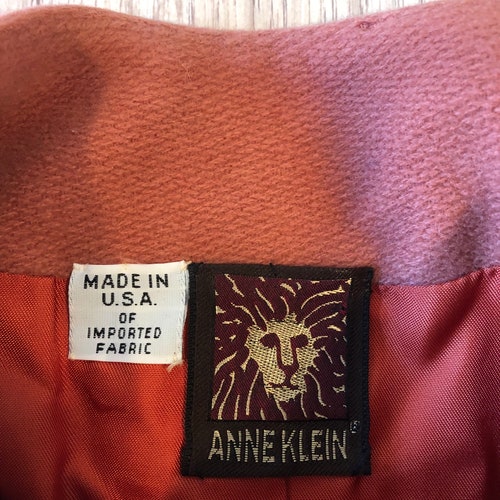 MADE IN
U.S.A.
OF
IMPORTED
FABRIC
ANNE KLEIN®